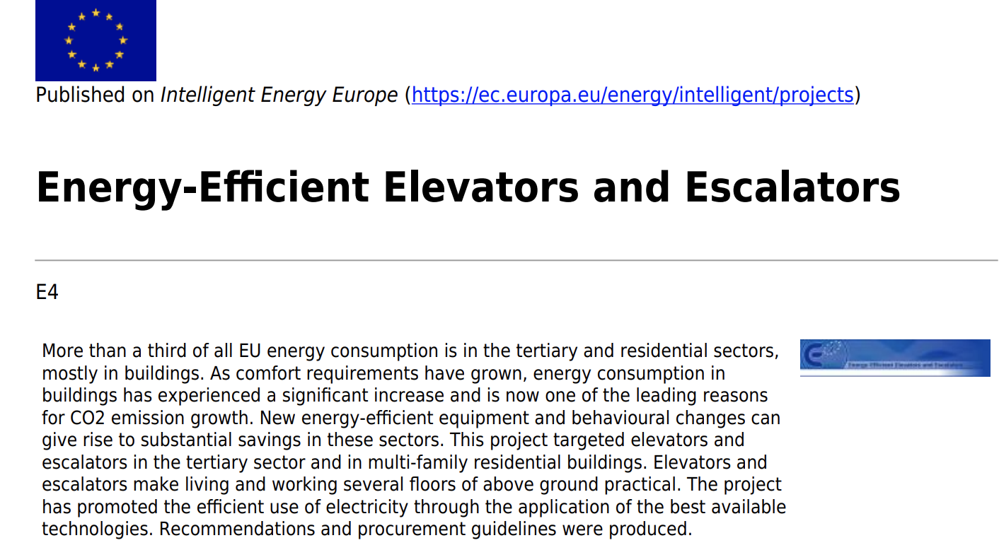 Published on Intelligent Energy Europe (https://ec.europa.eu/energy/intelligent/projects)
Energy-Efficient Elevators and Escalators
E4
More than a third of all EU energy consumption is in the tertiary and residential sectors,
mostly in buildings. As comfort requirements have grown, energy consumption in
buildings has experienced a significant increase and is now one of the leading reasons
for CO2 emission growth. New energy-efficient equipment and behavioural changes can
give rise to substantial savings in these sectors. This project targeted elevators and
escalators in the tertiary sector and in multi-family residential buildings. Elevators and
escalators make living and working several floors of above ground practical. The project
has promoted the efficient use of electricity through the application of the best available
technologies. Recommendations and procurement guidelines were produced.
Energy Efficient Elevators and Escalators